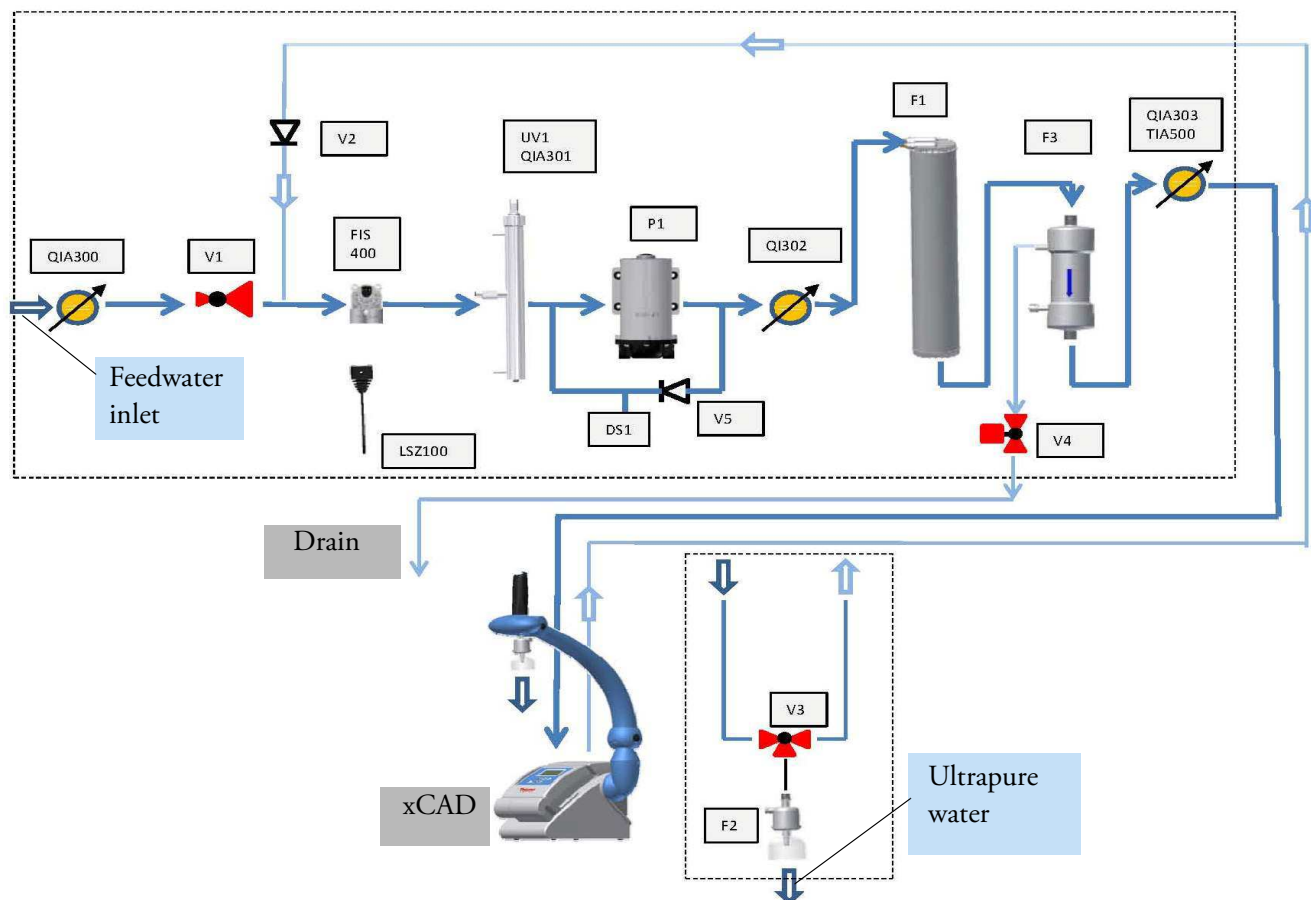 V2
UV1
QIA301
F1
QIA303
TIA500
F3
QIA300
V1
FIS
400
P1
QI302
Feedwater
inlet
LSZ100
DS1
V5
V4
Drain
V3
xCAD
F2
Ultrapure
water